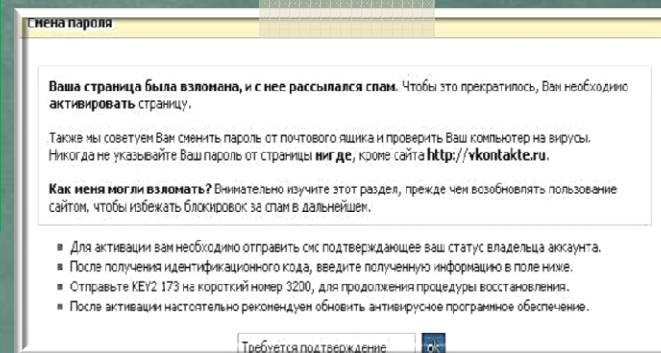 Смена пароля
Ваша страница была взломана, и с нее рассылался спам. Чтобы это прекратилось, Вам необходимо
активировать страницу.
Также мы советуем Вам сменить пароль от почтового ящика и проверить Ваш компьютер на вирусы.
Никогда не указывайте Ваш пароль от страницы нигде, кроме сайта http://vkontakte.ru.
Как меня могли взломать? Внимательно изучите этот раздел, прежде чем возобновлять пользование
сайтом, чтобы избежать блокировок за спам в дальнейшем.
Для активации вам необходимо отправить смс подтверждающее ваш статус владельца аккаунта.
После получения идентификационного кода, введите полученную информацию в поле ниже.
Отправьте KEY2 173 на короткий номер 3200, для продолжения процедуры восстановления.
После активации настоятельно рекомендуем обновить антивирусное программное обеспечение.
Требуется подтверждение ok